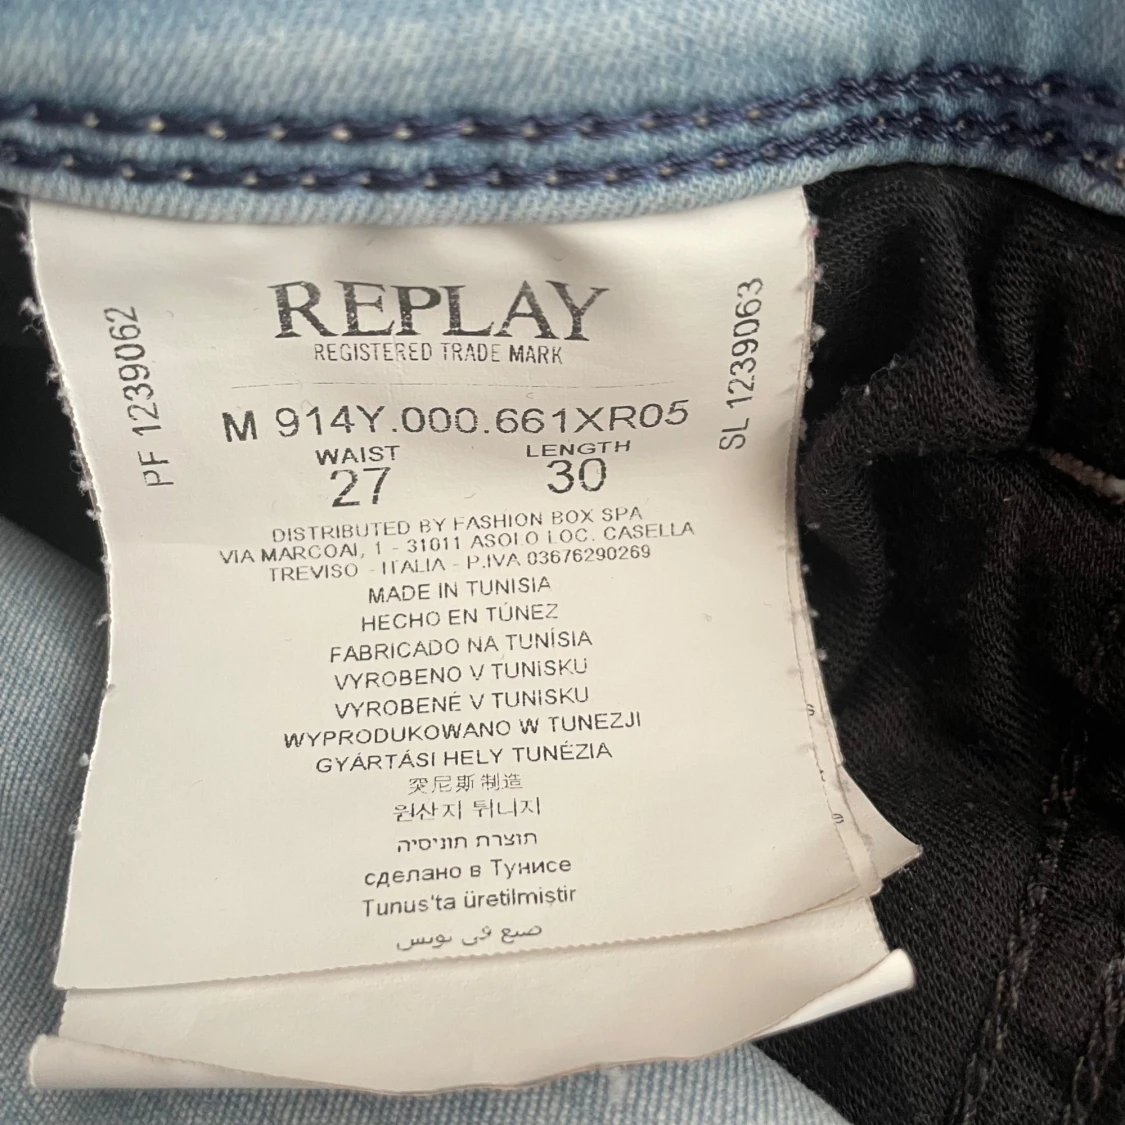 REPLAY
REGISTERED TRADE MARK
PF 1239062
SL 1239063
M 914Y.000.661XR05
WAIST LENGTH
27 30
DISTRIBUTED BY FASHION BOX SPA
VIA MARCOAI, 1 - 31011 ASOLO LOC. CASELLA
TREVISO - ITALIA - P.IVA 03676290269
MADE IN TUNISIA
HECHO EN TÚNEZ
FABRICADO NA TUNÍSIA
VYROBENO V TUNISKU
VYROBENÉ V TUNISKU
WYPRODUKOWANO W TUNEZJI
GYÁRTÁSI HELY TUNÉZIA
突尼斯制造
원산지 튀니지
תוצרת תוניסיה
сделано в Тунисе
Tunus'ta üretilmistir
صنع في تونس